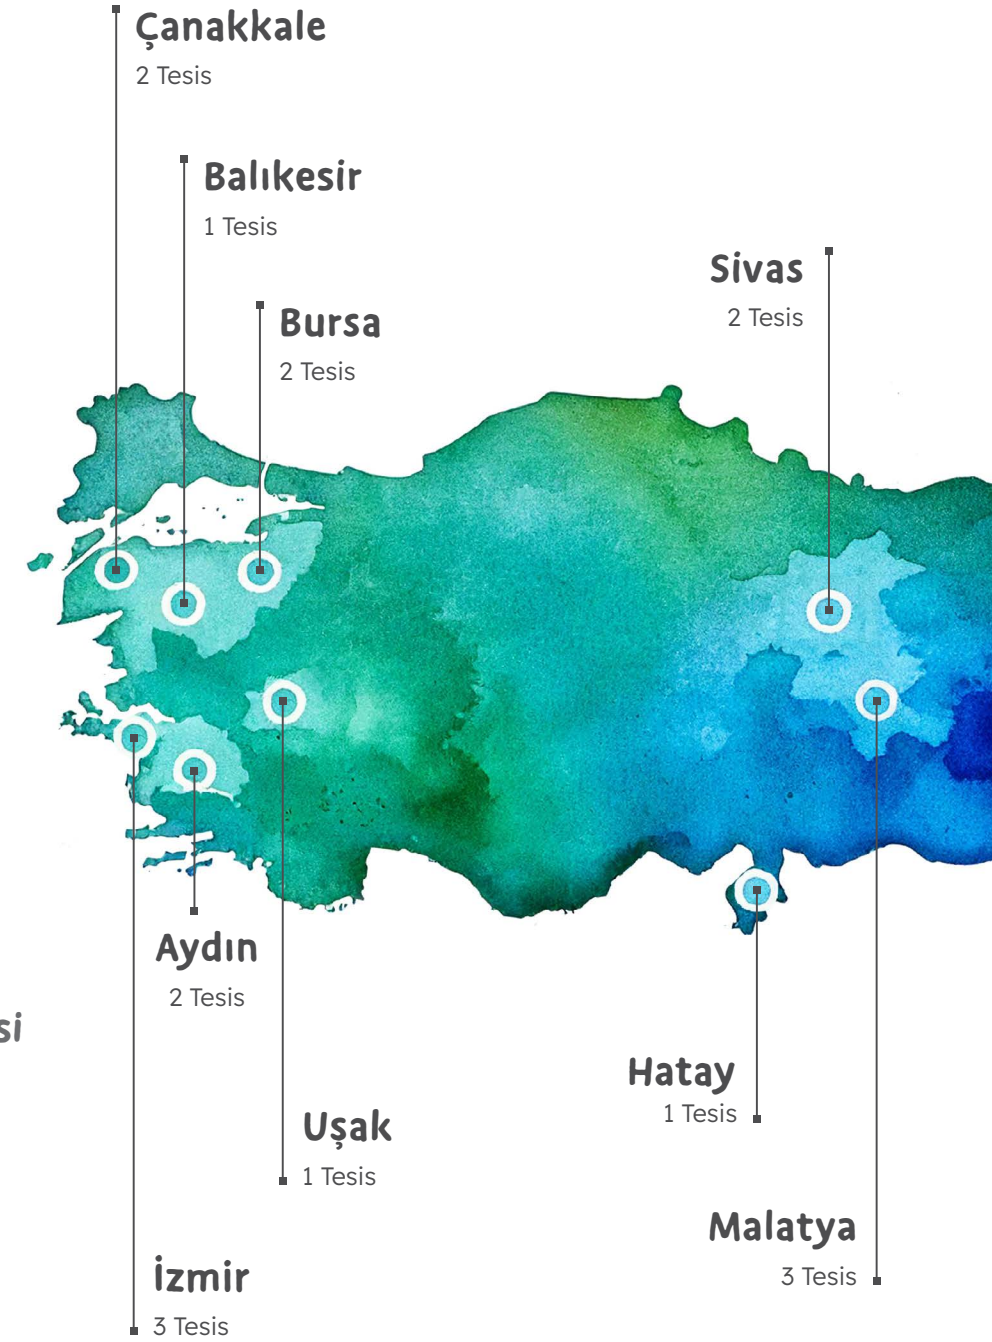 Çanakkale
2 Tesis
Balıkesir
1 Tesis
Bursa
2 Tesis
Sivas
2 Tesis
Aydın
2 Tesis
si
Hatay
1 Tesis
Uşak
1 Tesis
Malatya
3 Tesis
İzmir
3 Tesis